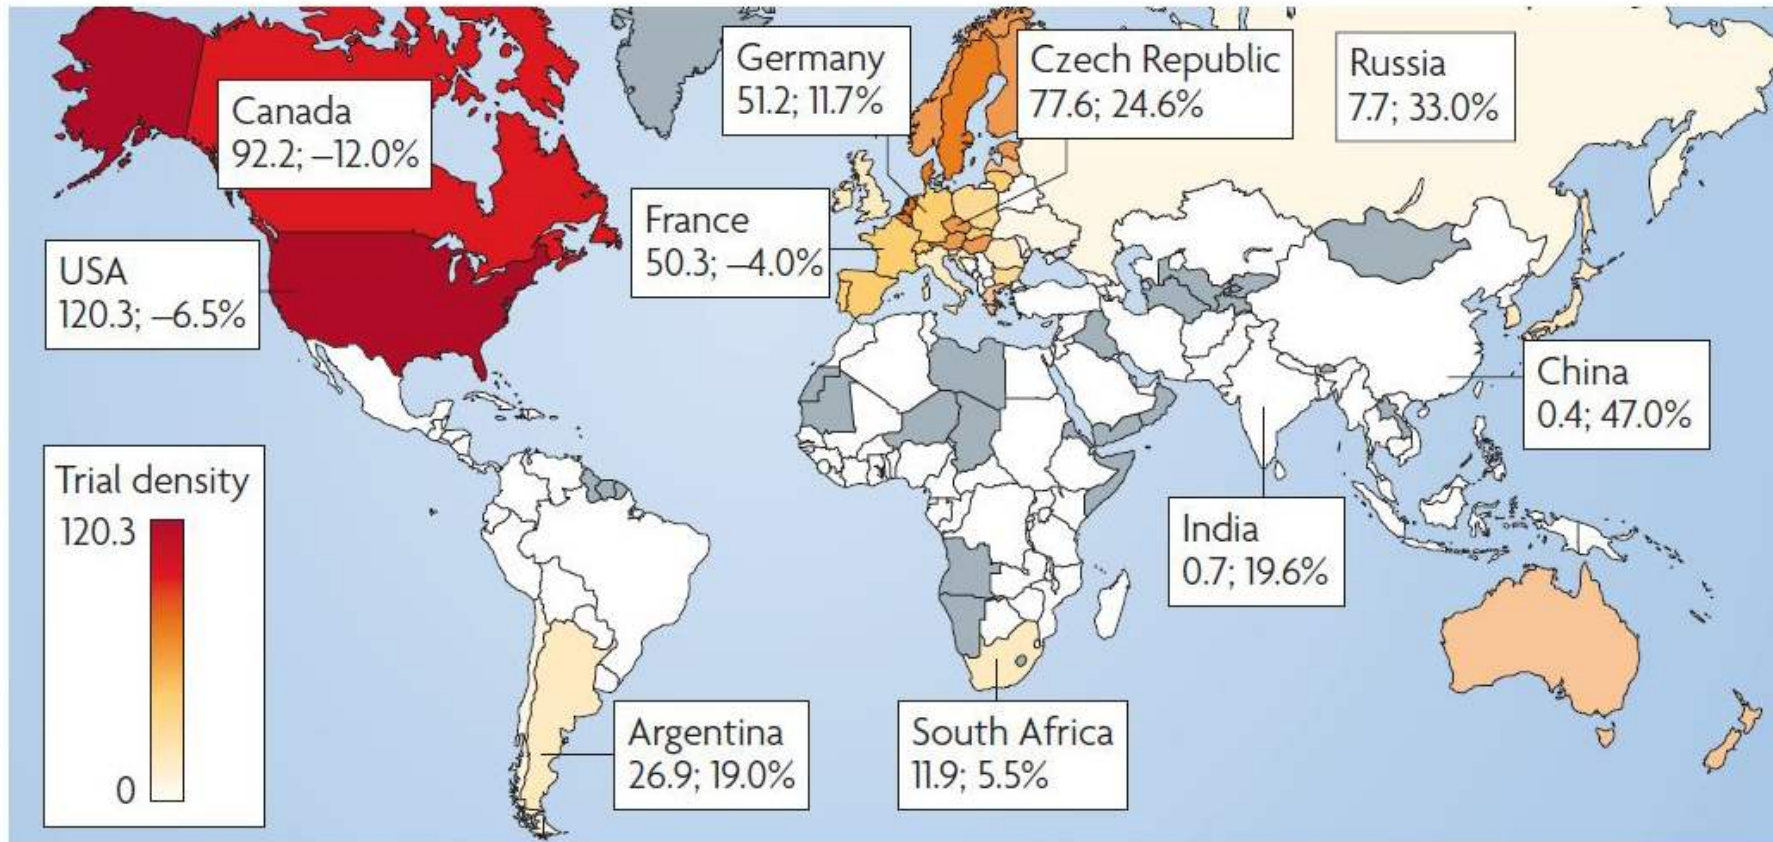 Germany
51.2; 11.7%
Czech Republic
77.6; 24.6%
Russia
7.7; 33.0%
Canada
92.2; –12.0%
France
50.3; –4.0%
USA
120.3; –6.5%
China
0.4; 47.0%
Trial density
120.3
0
India
0.7; 19.6%
Argentina
26.9; 19.0%
South Africa
11.9; 5.5%